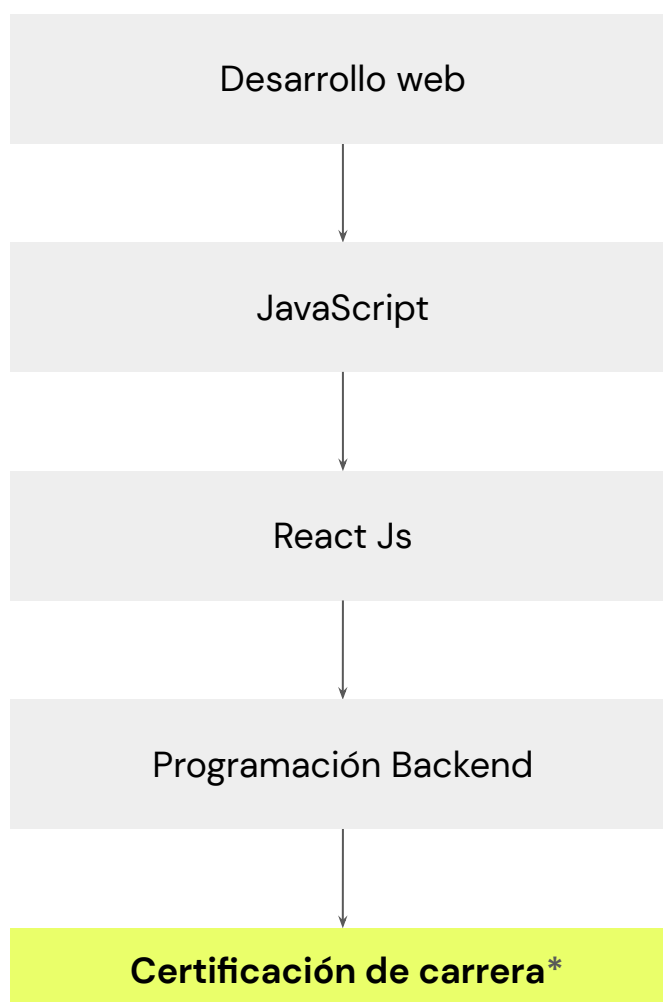 Desarrollo web
JavaScript
React Js
Programación Backend
Certificación de carrera*